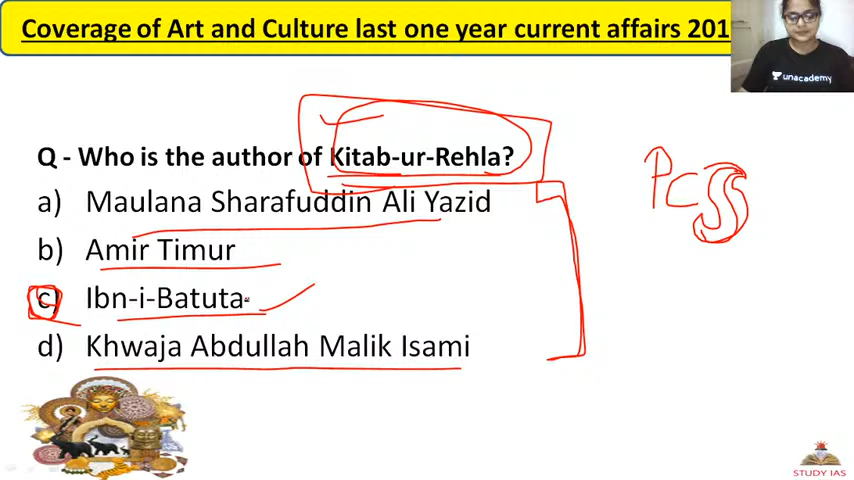 Coverage of Art and Culture last one year current affairs 201
unacademy
Q - Who is the author of Kitab-ur-Rehla?
a) Maulana Sharafuddin Ali Yazid
b) Amir Timur
c) Ibn-i-Batuta
d) Khwaja Abdullah Malik Isami
PCS
STUDY IAS